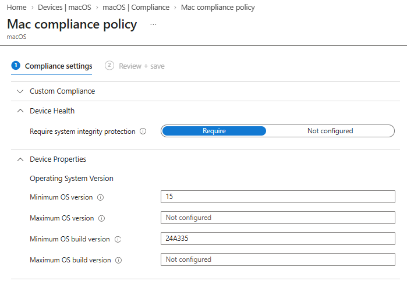 Home > Devices | macOS > macOS | Compliance > Mac compliance policy
Mac compliance policy ...
macOS
1 Compliance settings 2 Review + save
Custom Compliance
Device Health
Require system integrity protection Require Not configured
Device Properties
Operating System Version
Minimum OS version 15
Maximum OS version Not configured
Minimum OS build version 24A335
Maximum OS build version Not configured